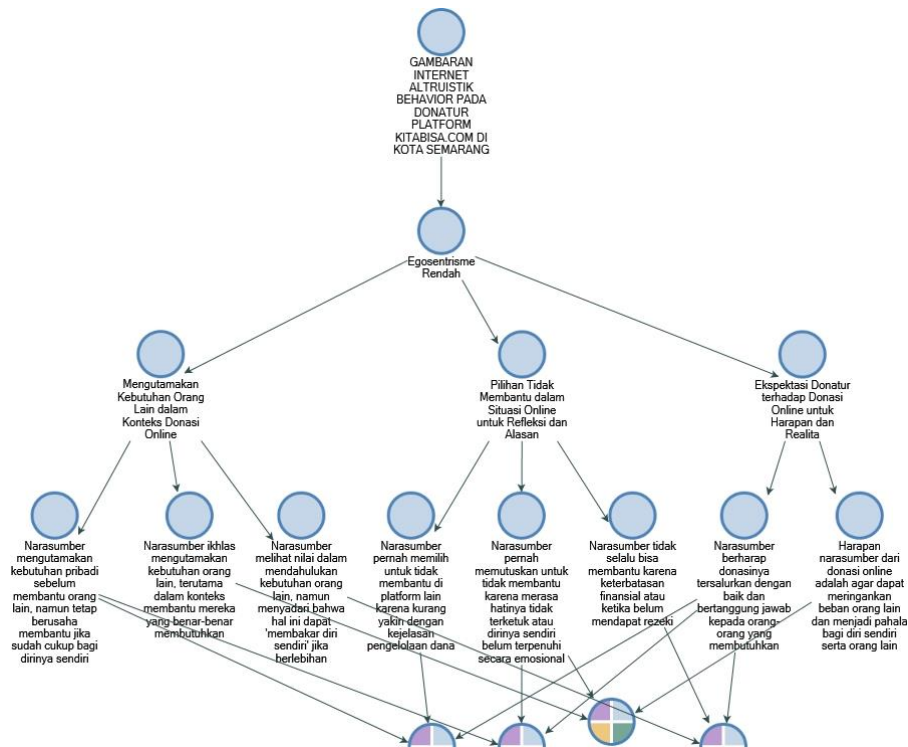 GAMBARAN
INTERNET
ALTRUISTIK
BEHAVIOR PADA
DONATUR
PLATFORM
KITABISA.COM DI
KOTA SEMARANG
Egosentrisme
Rendah
Mengutamakan
Kebutuhan Orang
Lain dalam
Konteks Donasi
Online
Pilihan Tidak
Membantu dalam
Situasi Online
untuk Refleksi dan
Alasan
Ekspektasi Donatur
terhadap Donasi
Online untuk
Harapan dan
Realita
Narasumber
mengutamakan
kebutuhan pribadi
sebelum
membantu orang
lain, namun tetap
berusaha
membantu jika
sudah cukup bagi
dirinya sendiri
Narasumber ikhlas
mengutamakan
kebutuhan orang
lain, terutama
dalam konteks
membantu mereka
yang benar-benar
membutuhkan
Narasumber
melihat nilai dalam
mendahulukan
kebutuhan orang
lain, namun
menyadari bahwa
hal ini dapat
'membakar diri
sendiri' jika
berlebihan
Narasumber
pernah memilih
untuk tidak
membantu di
platform lain
karena kurang
yakin dengan
kejelasan
pengelolaan dana
Narasumber
pernah
memutuskan untuk
tidak membantu
karena merasa
hatinya tidak
terketuk atau
dirinya sendiri
belum terpenuhi
secara emosional
Narasumber tidak
selalu bisa
membantu karena
keterbatasan
finansial atau
ketika belum
mendapat rezeki
Narasumber
berharap
donasinya
tersalurkan dengan
baik dan
bertanggung jawab
kepada orang-
orang yang
membutuhkan
Harapan
narasumber dari
donasi online
adalah agar dapat
meringankan
beban orang lain
dan menjadi pahala
bagi diri sendiri
serta orang lain